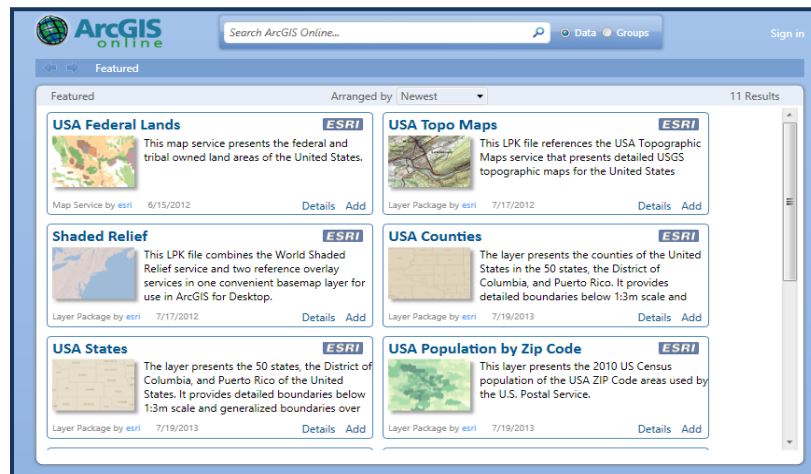 ArcGIS
online
Search ArcGIS Online...
Data
Groups
Sign in
Featured
Featured
Arranged by Newest
11 Results
USA Federal Lands
ESRI
This map service presents the federal and
tribal owned land areas of the United States.
Map Service by esri 6/15/2012
Details Add
USA Topo Maps
ESRI
This LPK file references the USA Topographic
Maps service that presents detailed USGS
topographic maps for the United States
Layer Package by esri 7/17/2012
Details Add
Shaded Relief
ESRI
This LPK file combines the World Shaded
Relief service and two reference overlay
services in one convenient basemap layer for
use in ArcGIS for Desktop.
Layer Package by esri 7/17/2012
Details Add
USA Counties
ESRI
The layer presents the counties of the United
States in the 50 states, the District of
Columbia, and Puerto Rico. It provides
detailed boundaries below 1:3m scale and
Layer Package by esri 7/19/2013
Details Add
USA States
ESRI
The layer presents the 50 states, the District of
Columbia, and Puerto Rico of the United
States. It provides detailed boundaries below
1:3m scale and generalized boundaries over
Layer Package by esri 7/19/2013
Details Add
USA Population by Zip Code
ESRI
This layer presents the 2010 US Census
population of the USA ZIP Code areas used by
the U.S. Postal Service.
Layer Package by esri 7/19/2013
Details Add